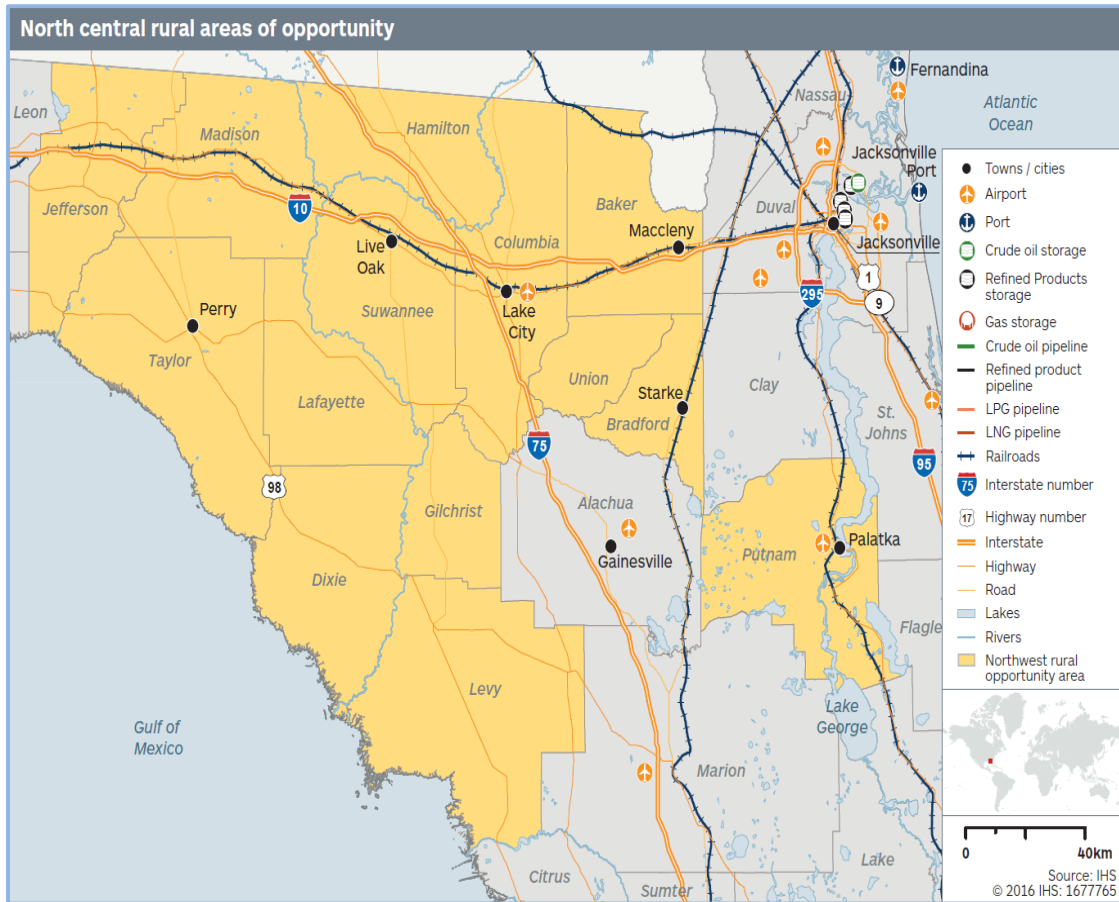 North central rural areas of opportunity
Fernandina
Nassau
Atlantic
Ocean
Leon
Madison
Hamilton
Jacksonville
Port
Jefferson
10
Baker
Duval
Live
Oak
Columbia
Maccleny
Jacksonville
1
9
295
Perry
Suwannee
Lake
City
Taylor
Lafayette
Union
Starke
Bradford
Clay
St.
Johns
75
95
98
Gilchrist
Alachua
Gainesville
Putnam
Palatka
Dixie
Flagle
Levy
Lake
George
Gulf of
Mexico
Marion
Citrus
Sumter
Lake
Towns / cities
Airport
Port
Crude oil storage
Refined Products
storage
Gas storage
Crude oil pipeline
Refined product
pipeline
LPG pipeline
LNG pipeline
Railroads
75 Interstate number
17 Highway number
Interstate
Highway
Road
Lakes
Rivers
Northwest rural
opportunity area
0 40km
Source: IHS
© 2016 IHS: 1677765